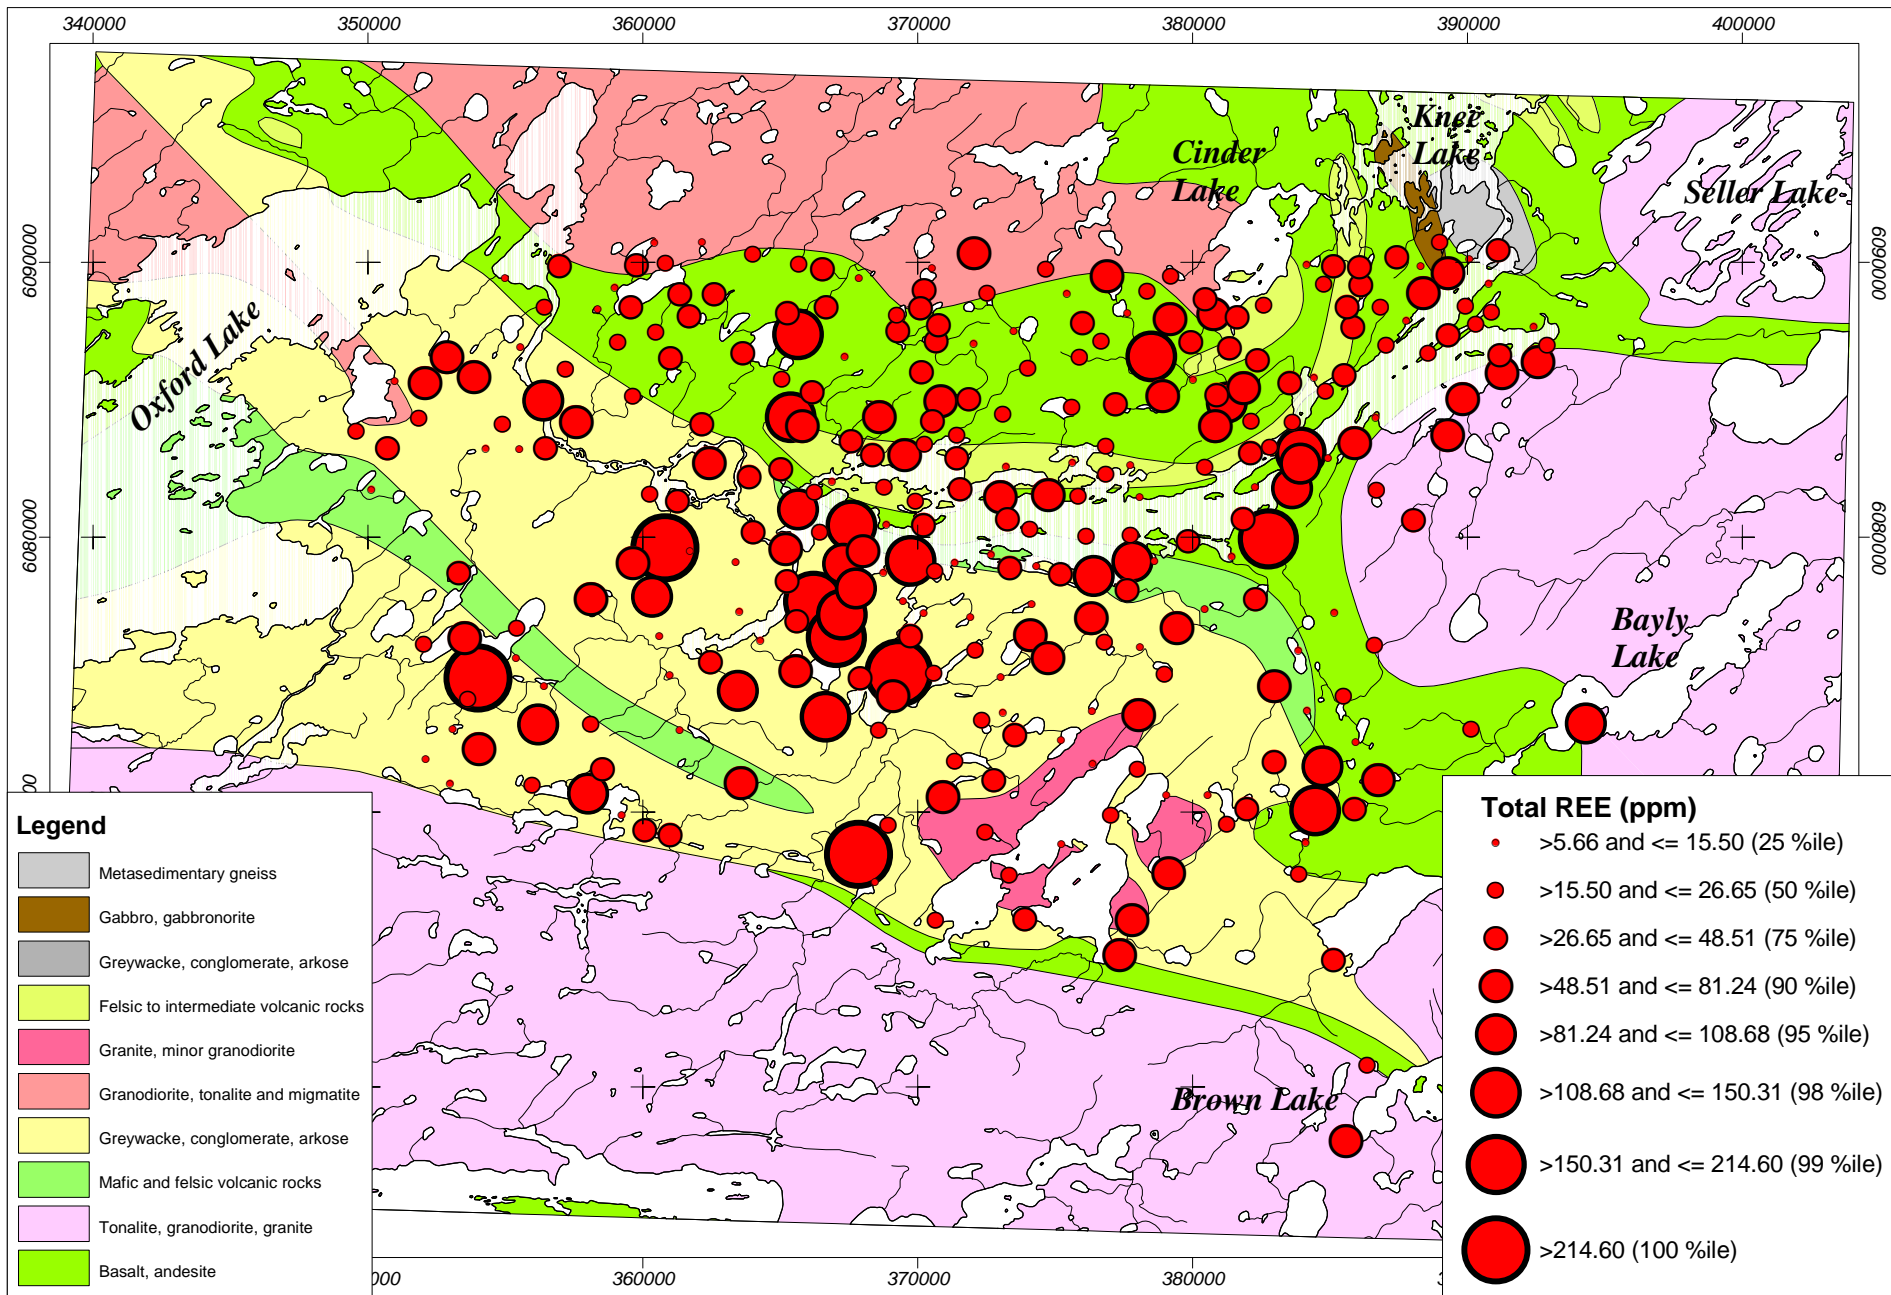 340000 350000 360000 370000 380000 390000 400000
Knee
Lake
Cinder
Lake
Seller Lake
6090000
6090000
Oxford Lake
6080000
6080000
Bayly
Lake
Brown Lake
Legend
Metasedimentary gneiss
Gabbro, gabbronorite
Greywacke, conglomerate, arkose
Felsic to intermediate volcanic rocks
Granite, minor granodiorite
Granodiorite, tonalite and migmatite
Greywacke, conglomerate, arkose
Mafic and felsic volcanic rocks
Tonalite, granodiorite, granite
Basalt, andesite
Total REE (ppm)
>5.66 and <= 15.50 (25 %ile)
>15.50 and <= 26.65 (50 %ile)
>26.65 and <= 48.51 (75 %ile)
>48.51 and <= 81.24 (90 %ile)
>81.24 and <= 108.68 (95 %ile)
>108.68 and <= 150.31 (98 %ile)
>150.31 and <= 214.60 (99 %ile)
>214.60 (100 %ile)
360000 370000 380000